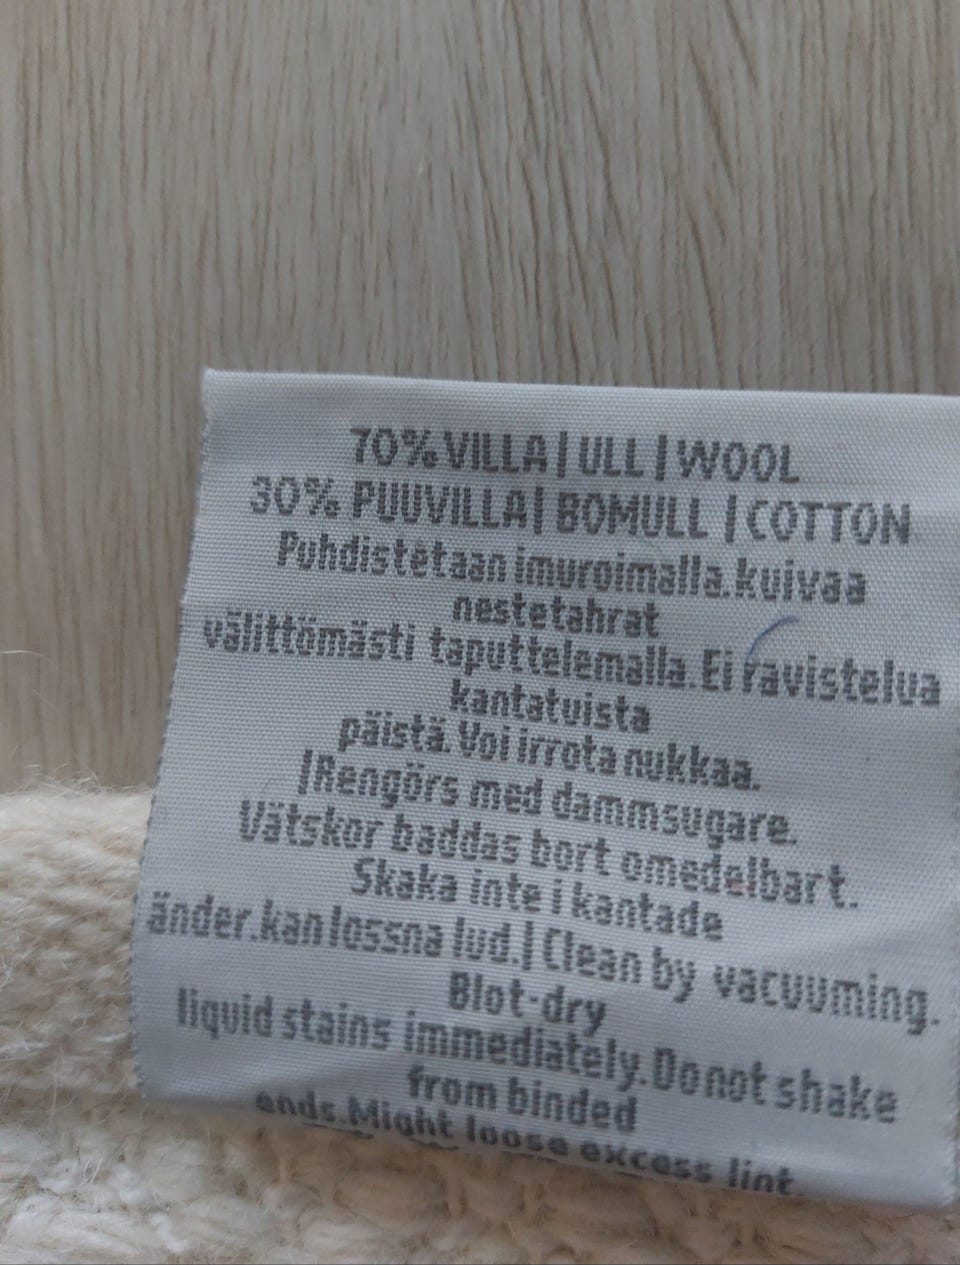 70% VILLA | ULL | WOOL
30% PUUVILLA | BOMULL | COTTON
Puhdistetaan imuroimalla.kuivaa
nestetahrat
välittömästi taputtelemalla.Ei ravistelua
kantatuista
päistä.Voi irrota nukkaa.
|Rengörs med dammsugare.
Vätskor baddas bort omedelbart.
Skaka inte i kantade
änder.kan lossna lud.| Clean by vacuuming.
Blot-dry
liquid stains immediately.Do not shake
from binded
ends.Might loose excess lint.